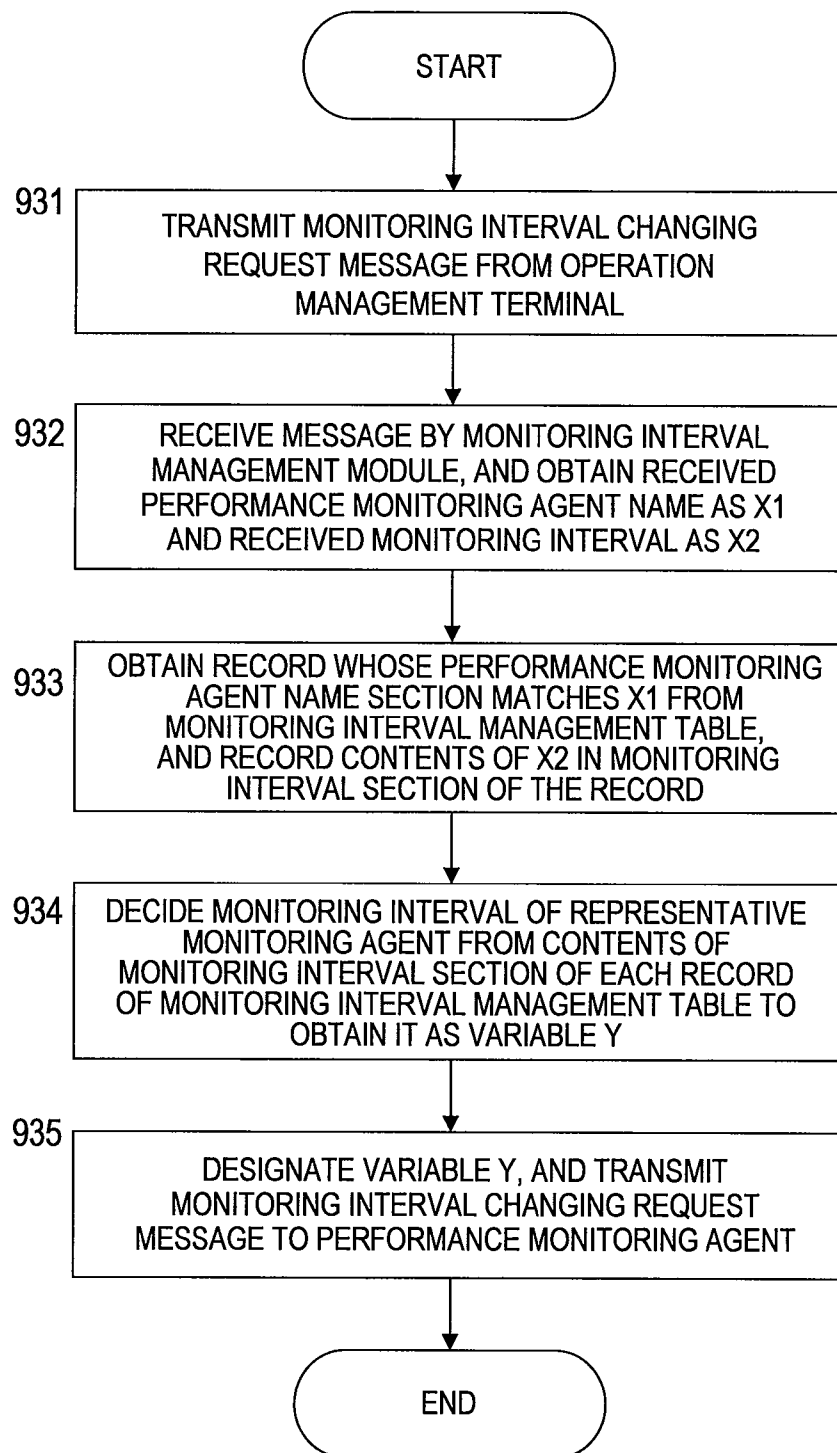 START
931
TRANSMIT MONITORING INTERVAL CHANGING
REQUEST MESSAGE FROM OPERATION
MANAGEMENT TERMINAL
932
RECEIVE MESSAGE BY MONITORING INTERVAL
MANAGEMENT MODULE, AND OBTAIN RECEIVED
PERFORMANCE MONITORING AGENT NAME AS X1
AND RECEIVED MONITORING INTERVAL AS X2
933
OBTAIN RECORD WHOSE PERFORMANCE MONITORING
AGENT NAME SECTION MATCHES X1 FROM
MONITORING INTERVAL MANAGEMENT TABLE,
AND RECORD CONTENTS OF X2 IN MONITORING
INTERVAL SECTION OF THE RECORD
934
DECIDE MONITORING INTERVAL OF REPRESENTATIVE
MONITORING AGENT FROM CONTENTS OF
MONITORING INTERVAL SECTION OF EACH RECORD
OF MONITORING INTERVAL MANAGEMENT TABLE TO
OBTAIN IT AS VARIABLE Y
935
DESIGNATE VARIABLE Y, AND TRANSMIT
MONITORING INTERVAL CHANGING REQUEST
MESSAGE TO PERFORMANCE MONITORING AGENT
END